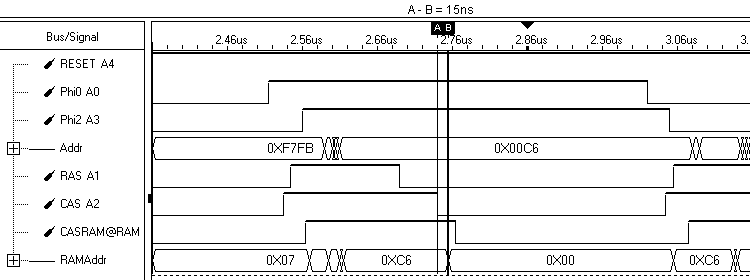 A - B = 15ns
Bus/Signal
A B
2.46us 2.56us 2.66us 2.76us 2.86us 2.96us 3.06us 3.
RESET A4
Phi0 A0
Phi2 A3
Addr 0XF7FB 0X00C6
RAS A1
CAS A2
CASRAM@RAM
RAMAddr 0X07 0XC6 0X00 0XC6